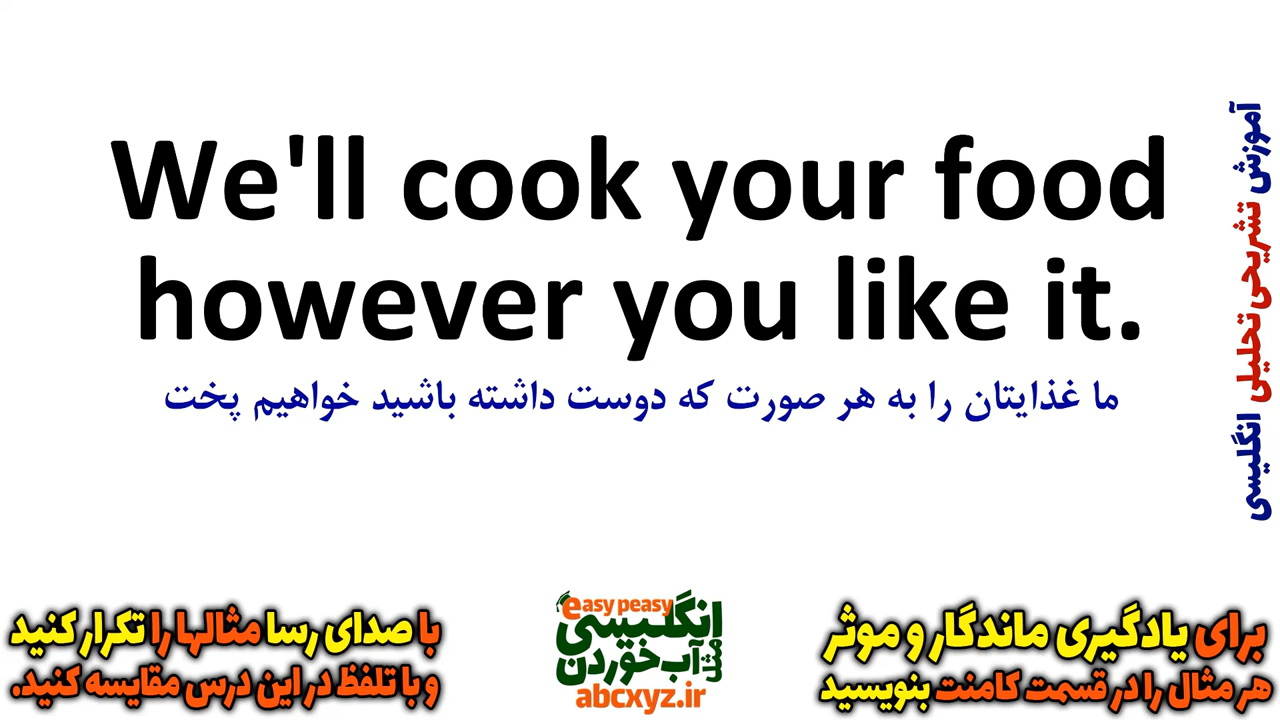 We'll cook your food
however you like it.
ما غذایتان را به هر صورت که دوست داشته باشید خواهیم پخت
آموزش تشریحی تحلیلی انگلیسی
برای یادگیری ماندگار و موثر
هر مثال را در قسمت کامنت بنویسید
easy peasy
انگلیسی
مثل آب خوردن
abcxyz.ir
با صدای رسا مثالها را تکرار کنید
و با تلفظ در این درس مقایسه کنید.